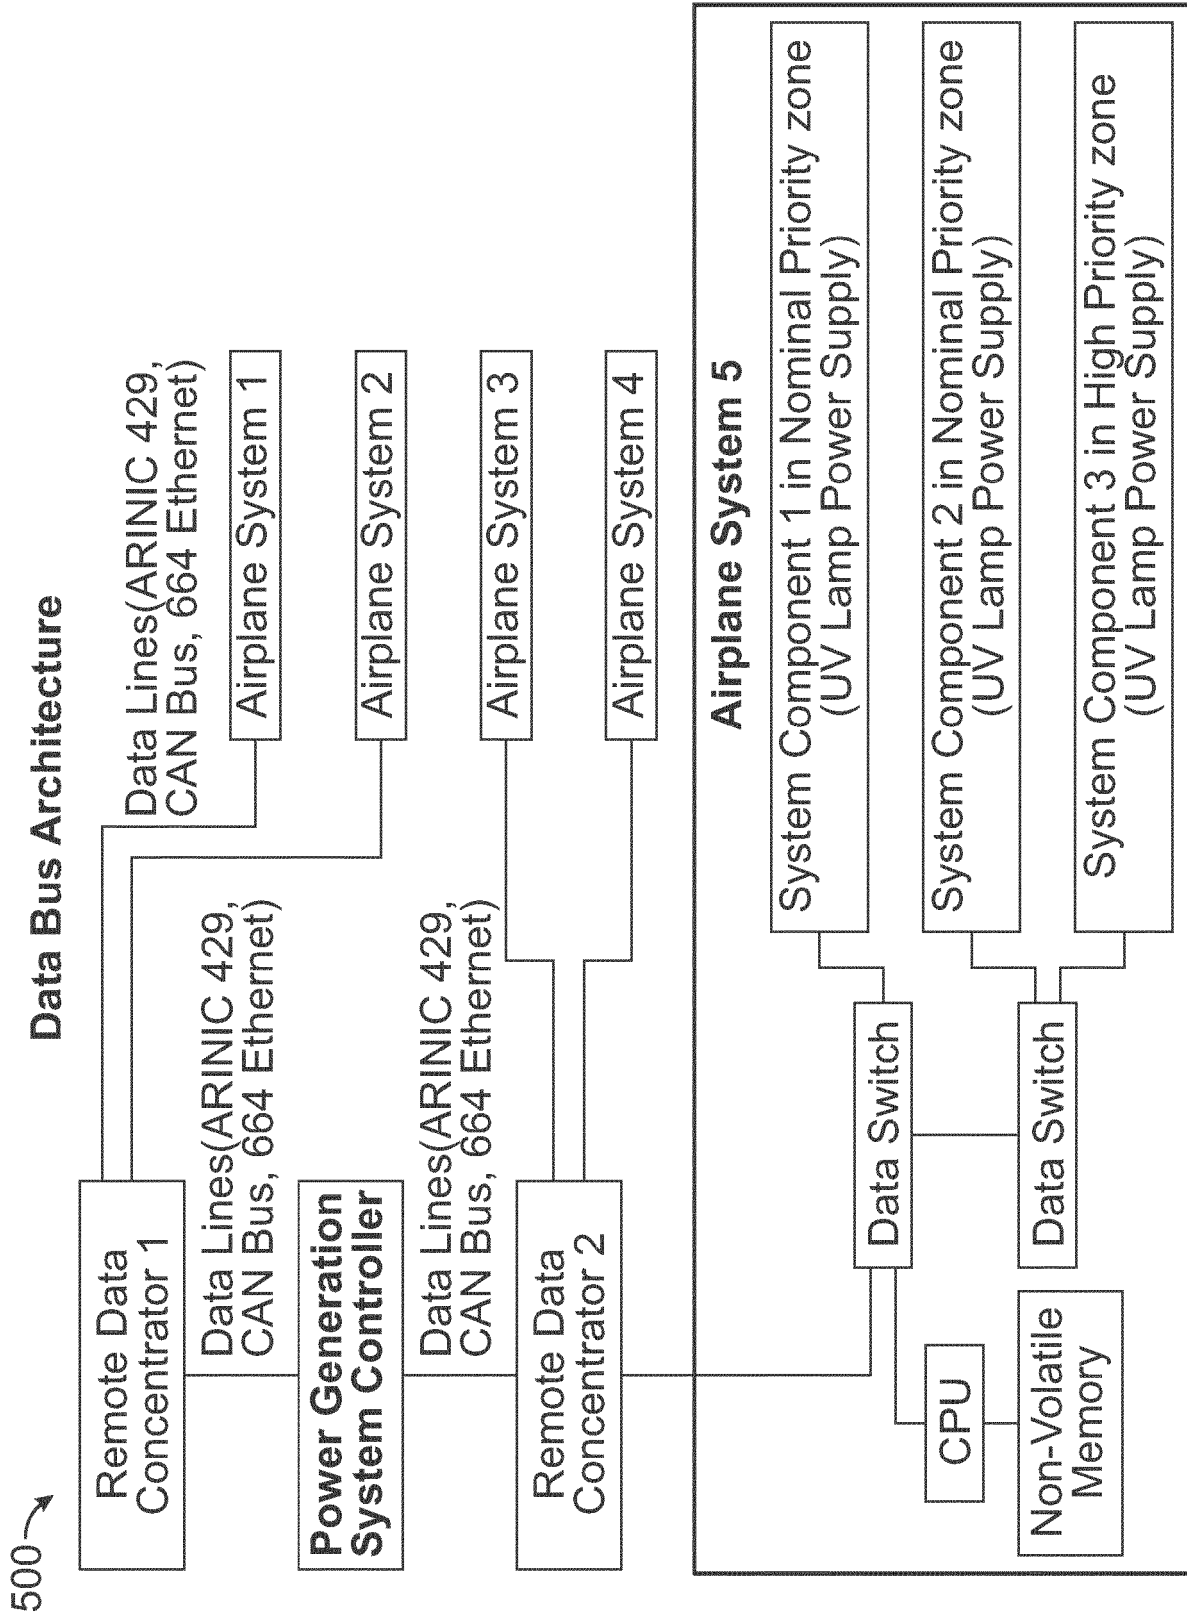 500
Data Bus Architecture
Remote Data
Concentrator 1
Data Lines(ARINIC 429,
CAN Bus, 664 Ethernet)
Airplane System 1
Data Lines(ARINIC 429,
CAN Bus, 664 Ethernet)
Airplane System 2
Power Generation
System Controller
Data Lines(ARINIC 429,
CAN Bus, 664 Ethernet)
Airplane System 3
Remote Data
Concentrator 2
Airplane System 4
Airplane System 5
System Component 1 in Nominal Priority zone
(UV Lamp Power Supply)
Data Switch
CPU
System Component 2 in Nominal Priority zone
(UV Lamp Power Supply)
Non-Volatile
Memory
Data Switch
System Component 3 in High Priority zone
(UV Lamp Power Supply)